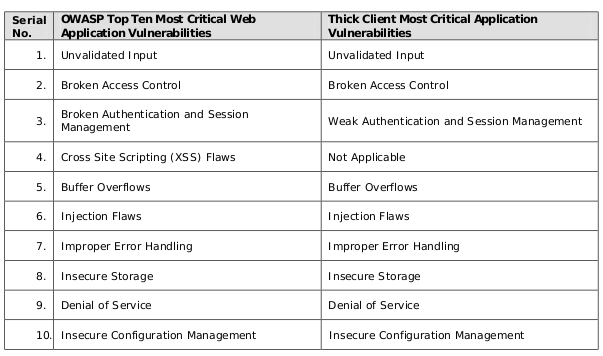 Serial No. OWASP Top Ten Most Critical Web Application Vulnerabilities Thick Client Most Critical Application Vulnerabilities
1. Unvalidated Input Unvalidated Input
2. Broken Access Control Broken Access Control
3. Broken Authentication and Session Management Weak Authentication and Session Management
4. Cross Site Scripting (XSS) Flaws Not Applicable
5. Buffer Overflows Buffer Overflows
6. Injection Flaws Injection Flaws
7. Improper Error Handling Improper Error Handling
8. Insecure Storage Insecure Storage
9. Denial of Service Denial of Service
10. Insecure Configuration Management Insecure Configuration Management